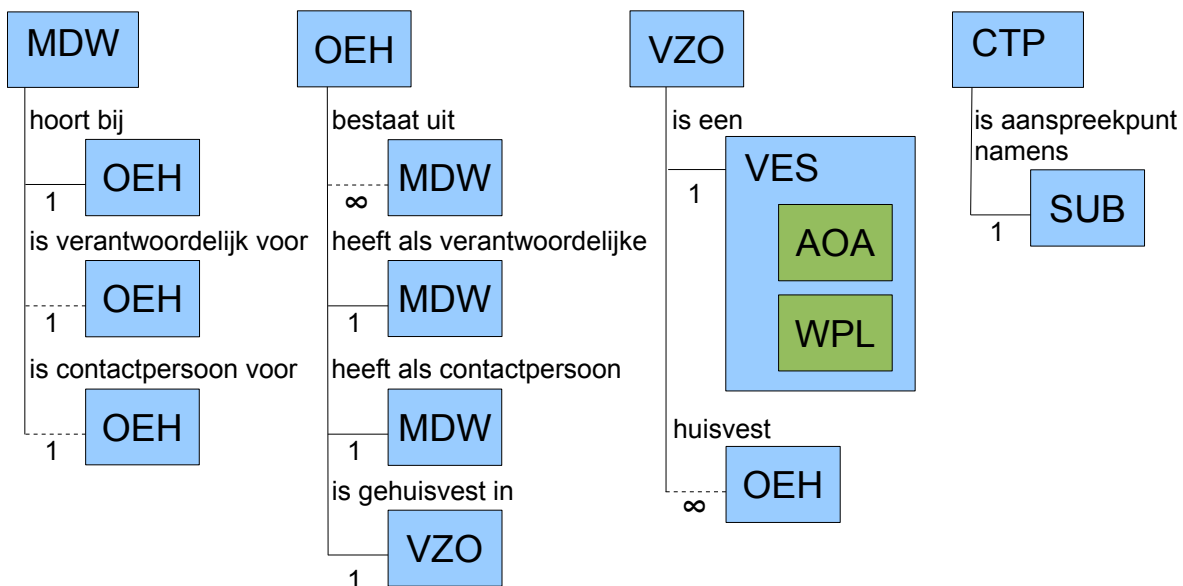 MDW
hoort bij
OEH
1
is verantwoordelijk voor
OEH
1
is contactpersoon voor
OEH
1
OEH
bestaat uit
MDW
∞
heeft als verantwoordelijke
MDW
1
heeft als contactpersoon
MDW
1
is gehuisvest in
VZO
1
VZO
is een
VES
1
AOA
WPL
huisvest
OEH
∞
CTP
is aanspreekpunt
namens
SUB
1